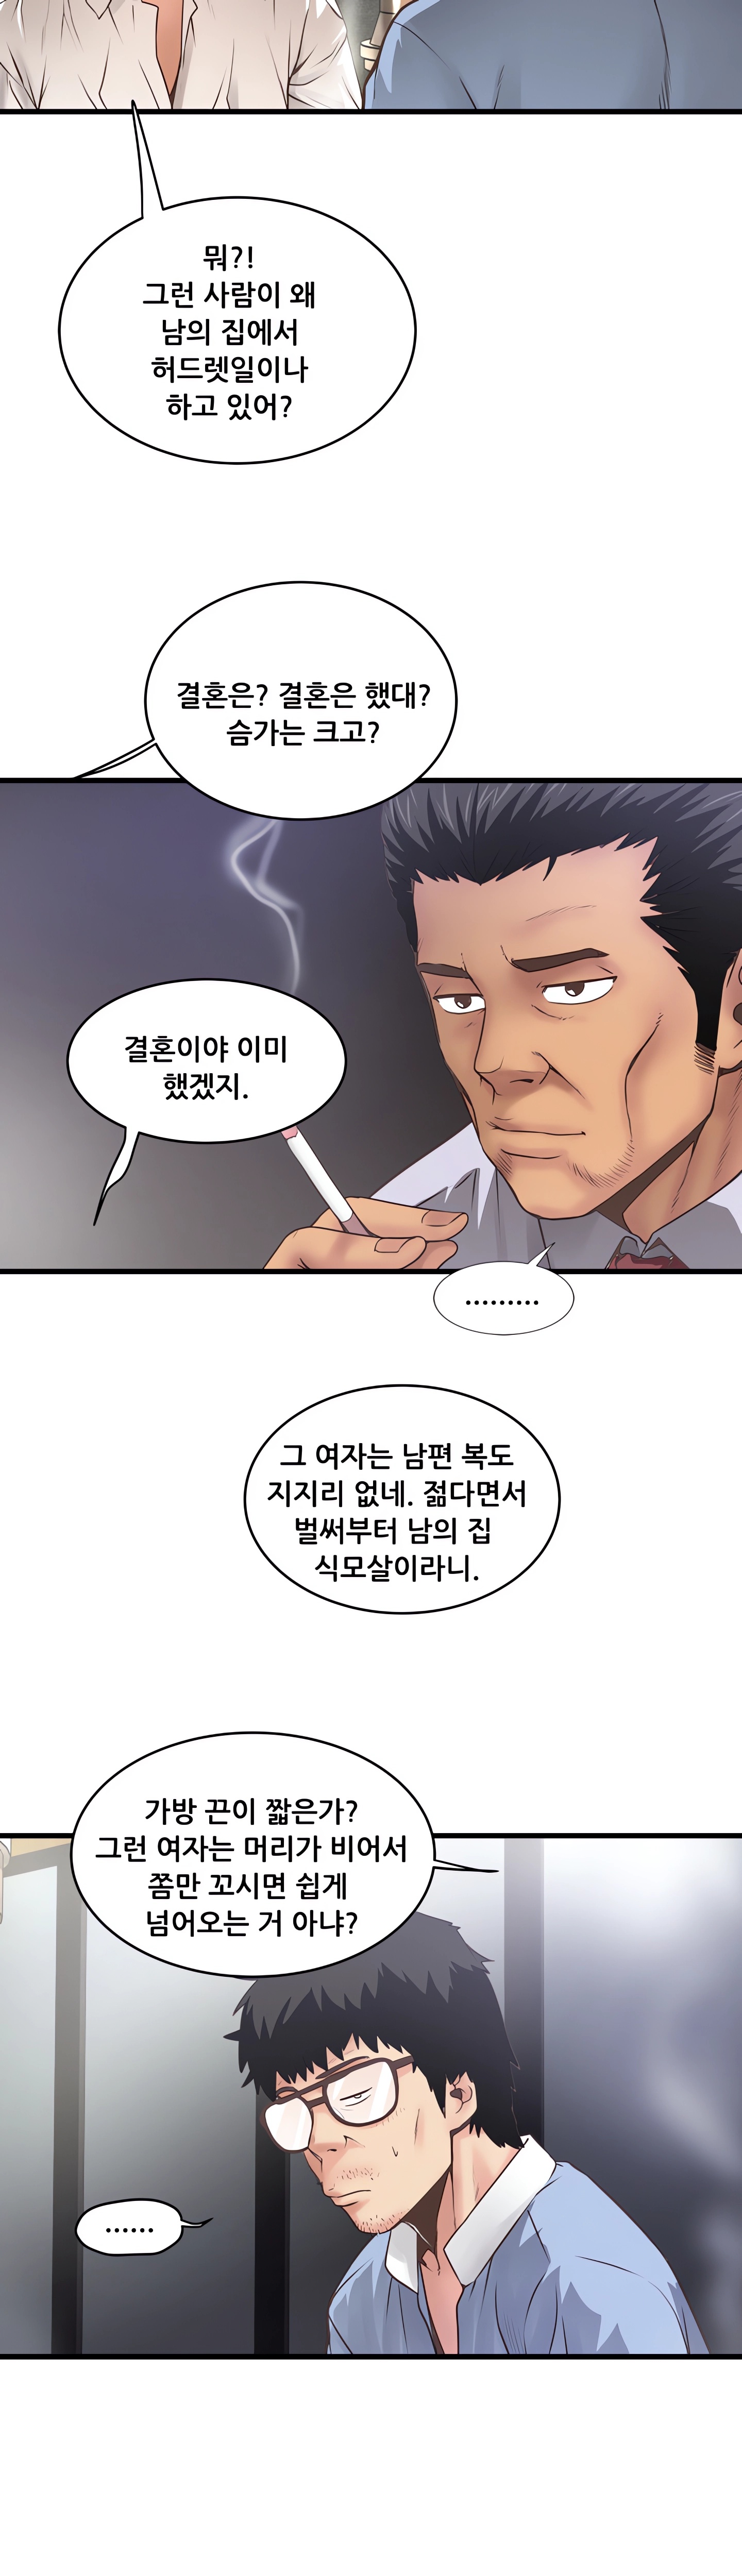 뭐?!
그런 사람이 왜
남의 집에서
허드렛일이나
하고 있어?
결혼은? 결혼은 했대?
슴가는 크고?
결혼이야 이미
했겠지.
.........
그 여자는 남편 복도
지지리 없네. 젊다면서
벌써부터 남의 집
식모살이라니.
가방 끈이 짧은가?
그런 여자는 머리가 비어서
쫌만 꼬시면 쉽게
넘어오는 거 아냐?
......